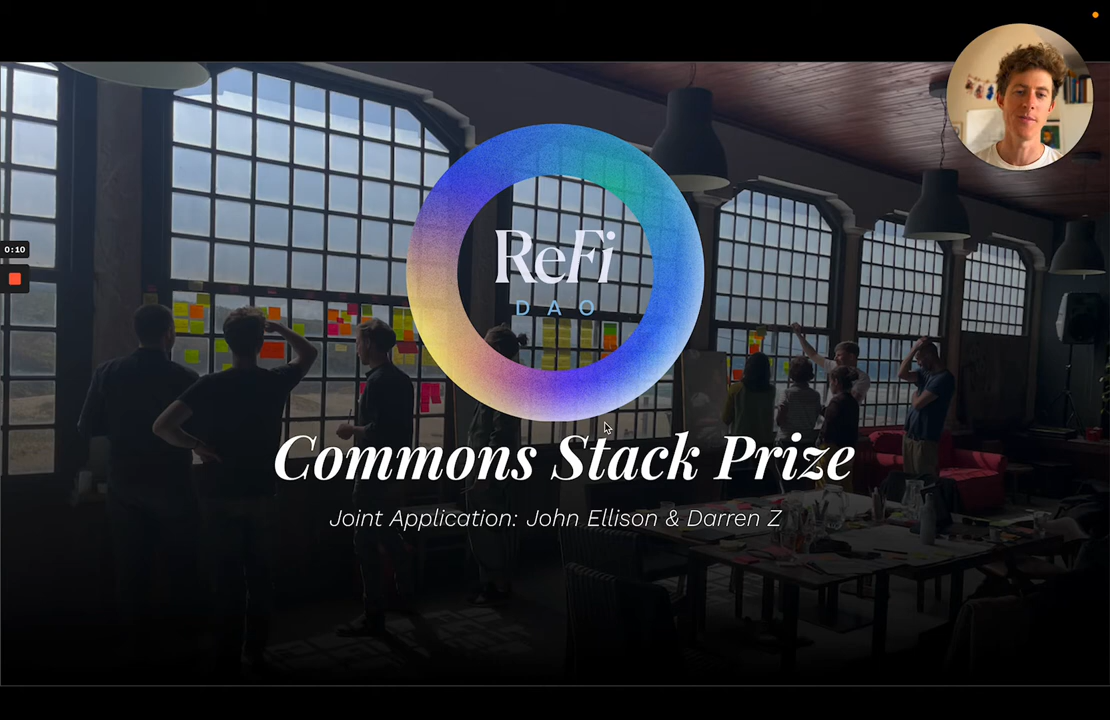 0:10
ReFi
DAO
Commons Stack Prize
Joint Application: John Ellison & Darren Z